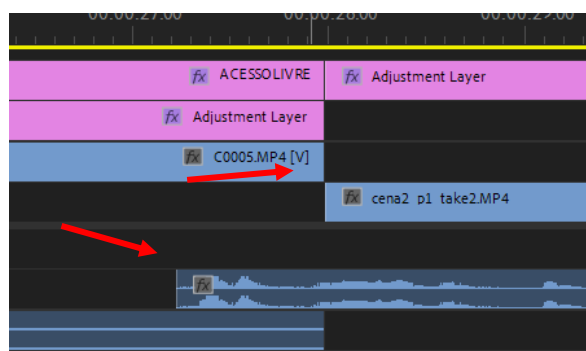 00:00:27:00 00:00:28:00 00:00:29:00
fx ACESSOLIVRE fx Adjustment Layer
fx Adjustment Layer
fx C0005.MP4 [V]
fx cena2_p1_take2.MP4
fx